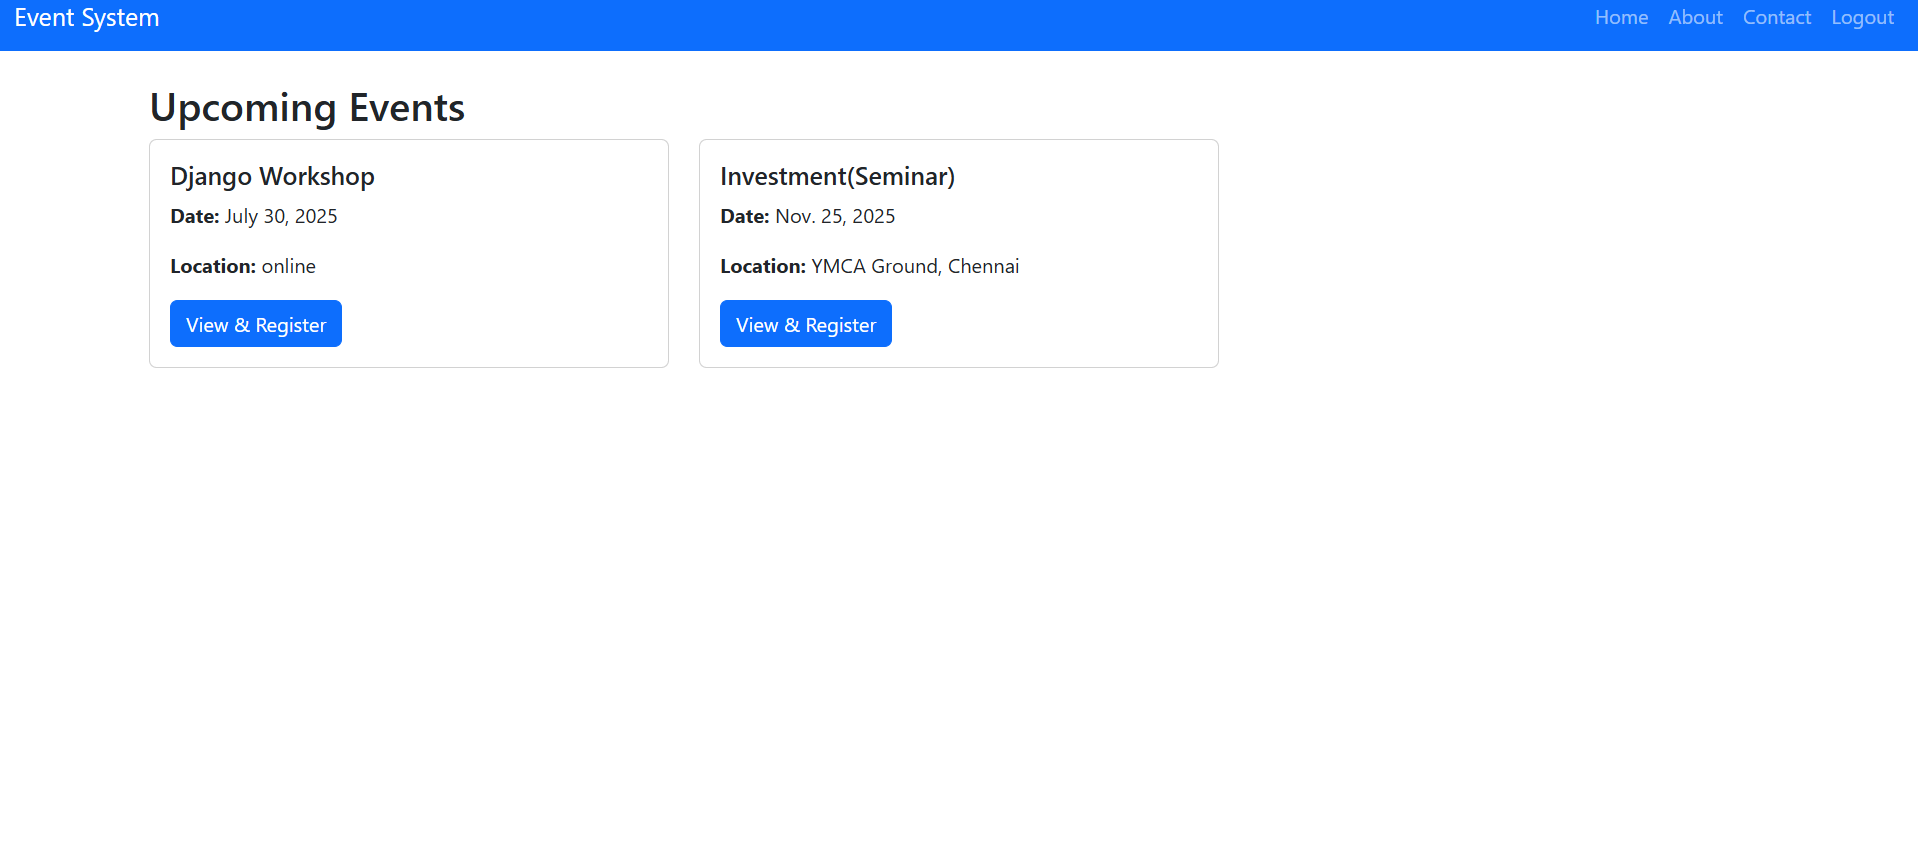 Event System
Home About Contact Logout
Upcoming Events
Django Workshop
Date: July 30, 2025
Location: online
View & Register
Investment(Seminar)
Date: Nov. 25, 2025
Location: YMCA Ground, Chennai
View & Register